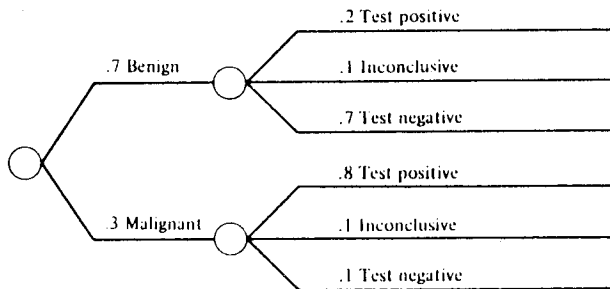 .2 Test positive
.7 Benign
.1 Inconclusive
.7 Test negative
.8 Test positive
.3 Malignant
.1 Inconclusive
.1 Test negative